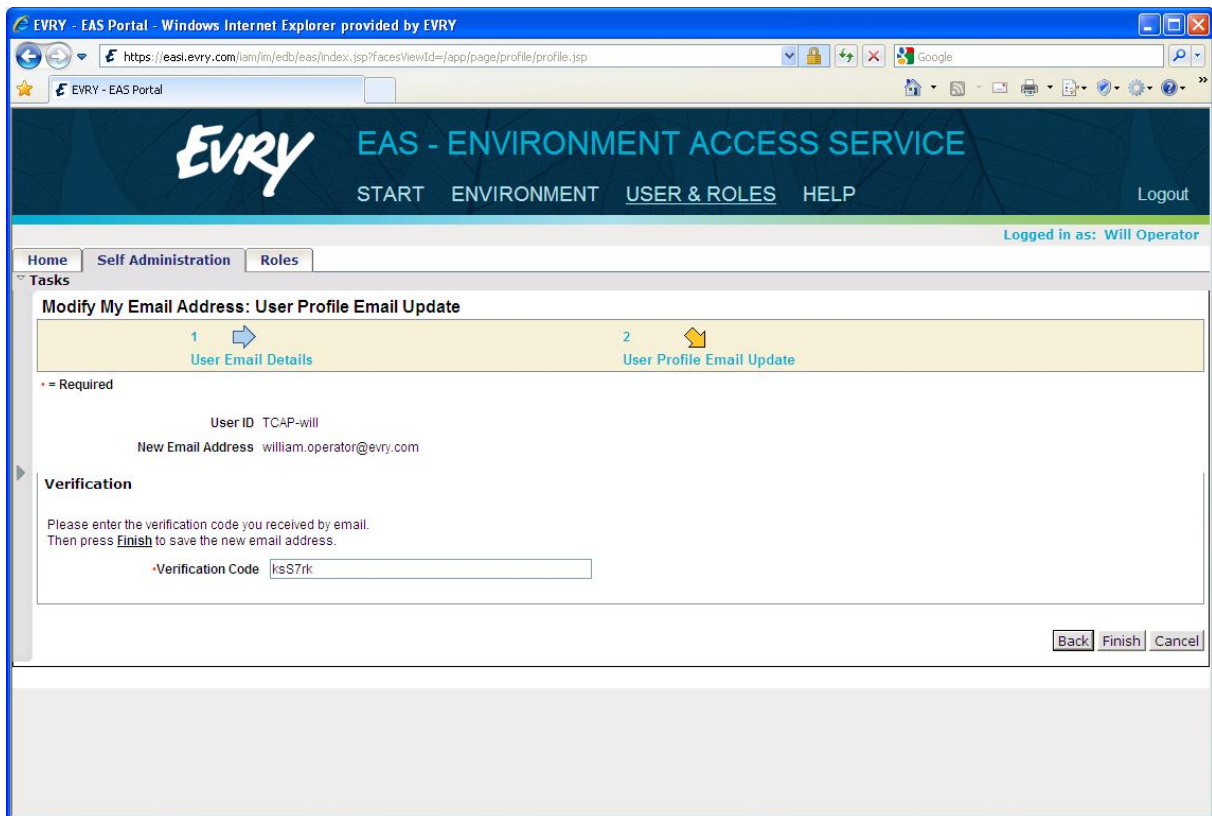 EVRY - EAS Portal - Windows Internet Explorer provided by EVRY
https://easi.evry.com/iam/im/edb/eas/index.jsp?facesViewId=/app/page/profile/profile.jsp
Google
EVRY - EAS Portal
EVRY
EAS - ENVIRONMENT ACCESS SERVICE
START ENVIRONMENT USER & ROLES HELP Logout
Logged in as: Will Operator
Home Self Administration Roles
Tasks
Modify My Email Address: User Profile Email Update
1 2
User Email Details User Profile Email Update
• = Required
User ID TCAP-will
New Email Address william.operator@evry.com
Verification
Please enter the verification code you received by email.
Then press Finish to save the new email address.
•Verification Code ksS7rk
Back Finish Cancel